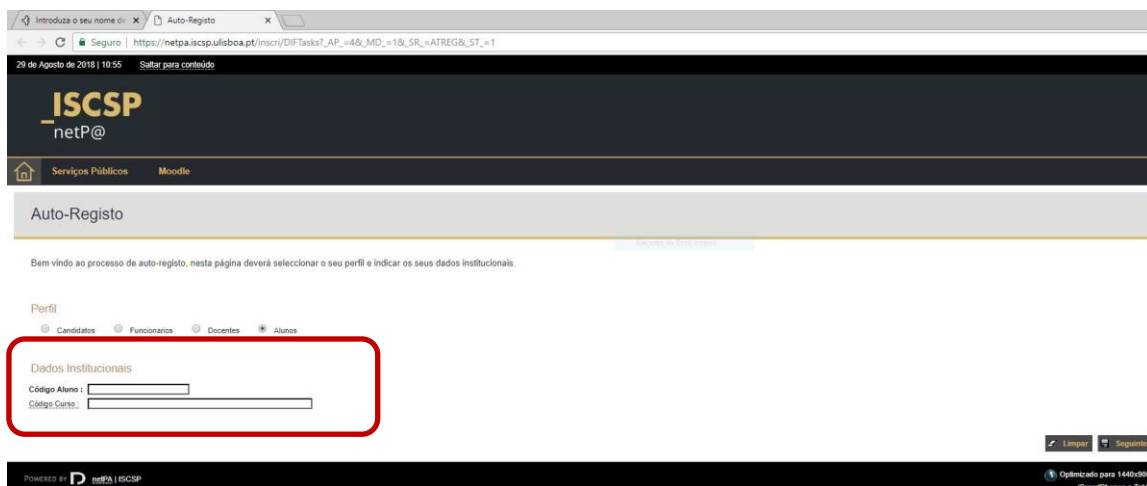 Introduza o seu nome de
Auto-Registo
Seguro | https://netpa.iscsp.ulisboa.pt/inscri/DIFTasks?_AP_=4&_MD_=1&_SR_=ATREG&_ST_=1
29 de Agosto de 2018 | 10:55 Saltar para conteúdo
_ISCSP
netP@
Serviços Públicos Moodle
Auto-Registo
Bem vindo ao processo de auto-registo, nesta página deverá seleccionar o seu perfil e indicar os seus dados institucionais.
Perfil
Candidatos Funcionarios Docentes Alunos
Dados Institucionais
Código Aluno :
Código Curso :
Limpar Seguinte
POWERED BY netPA | ISCSP
Optimizado para 1440x90